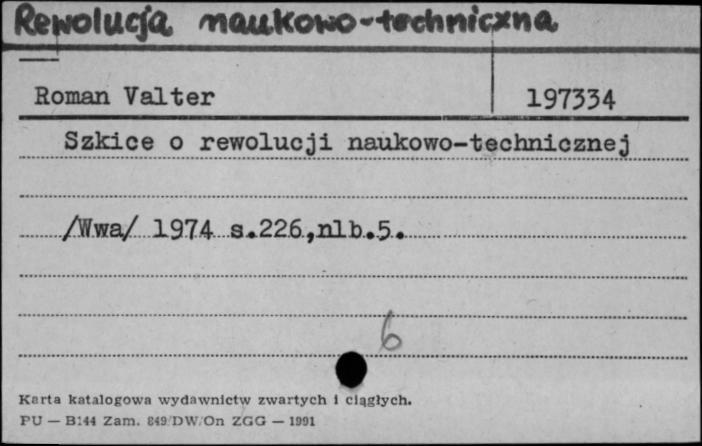 Rewolucja naukowo-techniczna
Roman Valter 197334
Szkice o rewolucji naukowo-technicznej
/Wwa/ 1974 s.226,nlb.5.
6
Karta katalogowa wydawnictw zwartych i ciągłych.
PU — B144 Zam. 849/DW/On ZGG — 1991